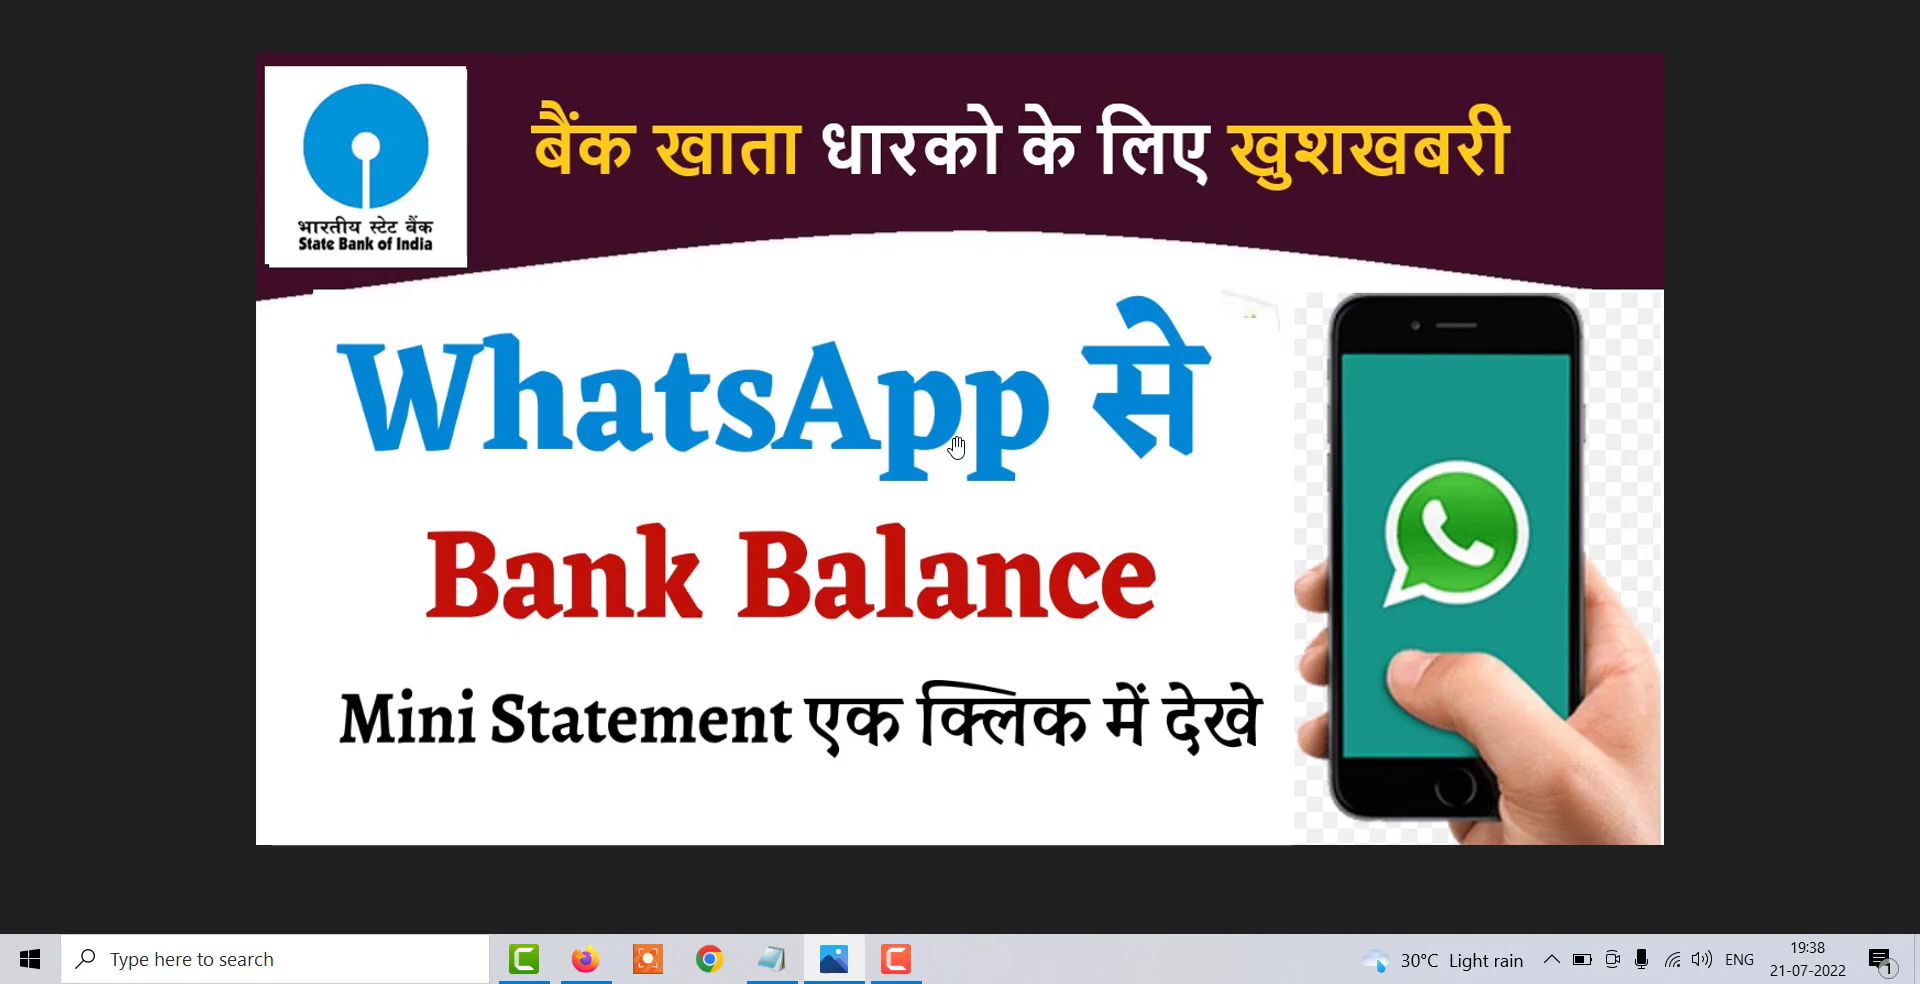 बैंक खाता धारको के लिए खुशखबरी
भारतीय स्टेट बैंक
State Bank of India
WhatsApp से
Bank Balance
Mini Statement एक क्लिक में देखे
Type here to search
30°C Light rain
ENG
19:38
21-07-2022
1